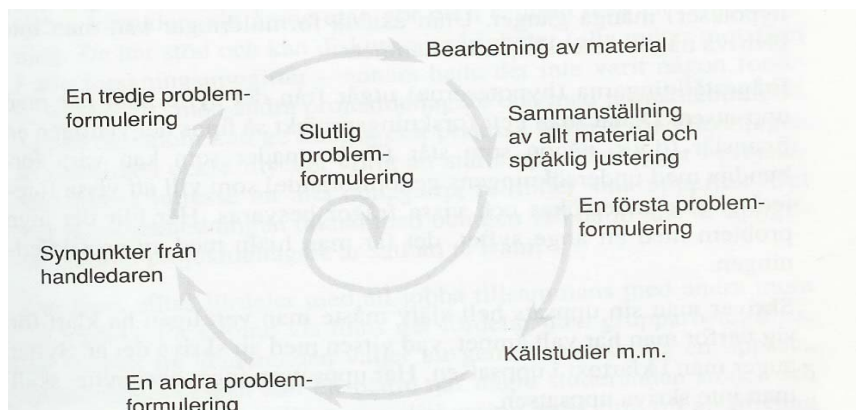 Bearbetning av material
En tredje problem-
formulering
Slutlig
problem-
formulering
Sammanställning
av allt material och
språklig justering
En första problem-
formulering
Synpunkter från
handledaren
Källstudier m.m.
En andra problem-
formulering